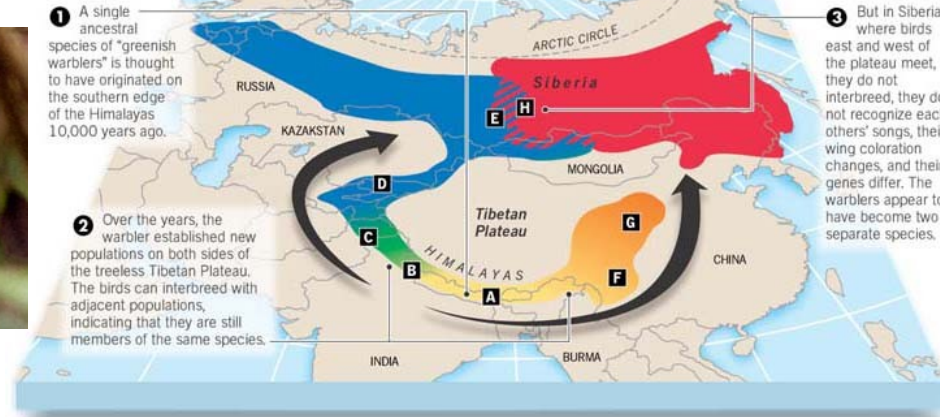 1 A single
ancestral
species of "greenish
warblers" is thought
to have originated on
the southern edge
of the Himalayas
10,000 years ago.
2 Over the years, the
warbler established new
populations on both sides of
the treeless Tibetan Plateau.
The birds can interbreed with
adjacent populations,
indicating that they are still
members of the same species.
3 But in Siberia
where birds
east and west of
the plateau meet,
they do not
interbreed, they do
not recognize each
others' songs, their
wing coloration
changes, and their
genes differ. The
warblers appear to
have become two
separate species.
ARCTIC CIRCLE
RUSSIA
Siberia
E
H
KAZAKSTAN
MONGOLIA
D
Tibetan
Plateau
G
C
HIMALAYAS
B
CHINA
F
A
INDIA
BURMA